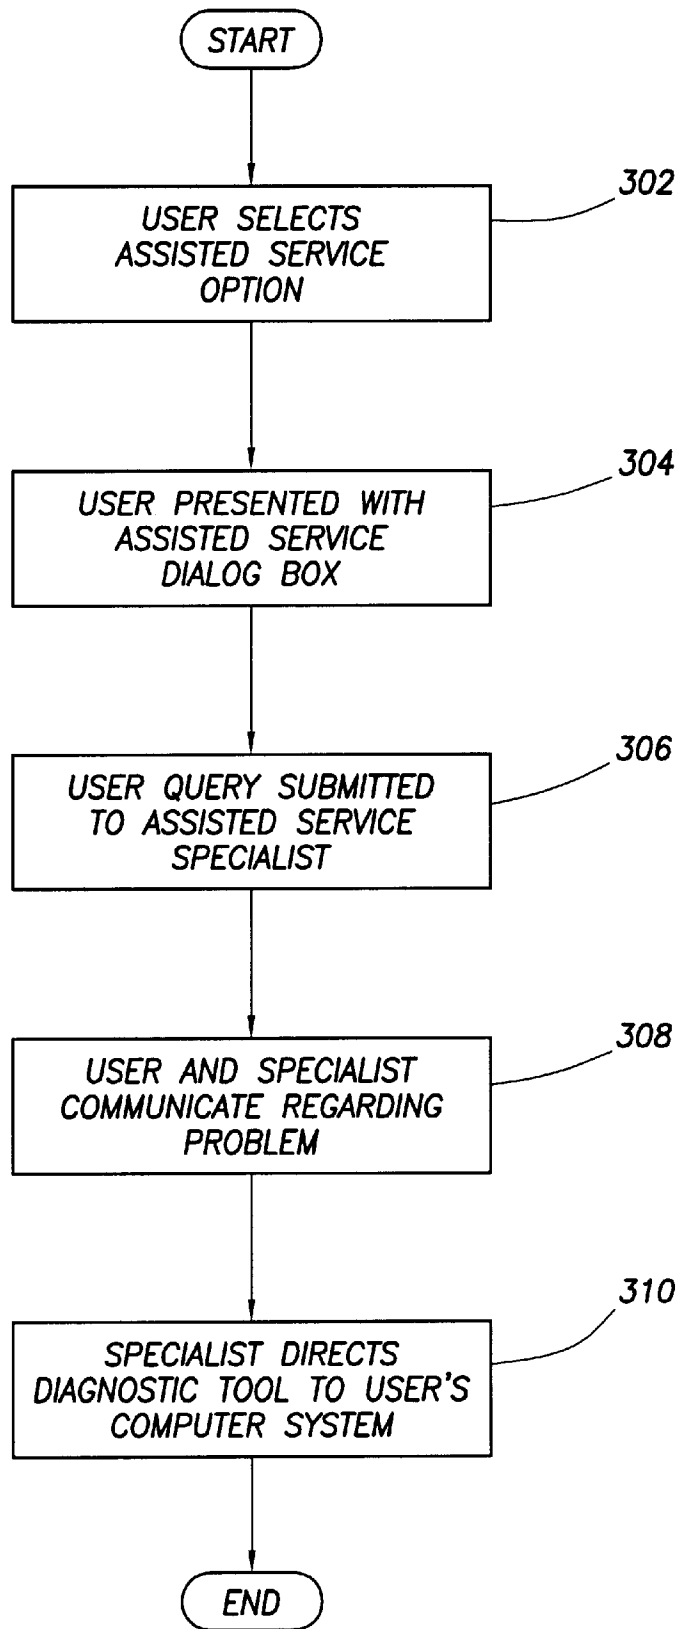 START
302
USER SELECTS
ASSISTED SERVICE
OPTION
304
USER PRESENTED WITH
ASSISTED SERVICE
DIALOG BOX
306
USER QUERY SUBMITTED
TO ASSISTED SERVICE
SPECIALIST
308
USER AND SPECIALIST
COMMUNICATE REGARDING
PROBLEM
310
SPECIALIST DIRECTS
DIAGNOSTIC TOOL TO USER'S
COMPUTER SYSTEM
END